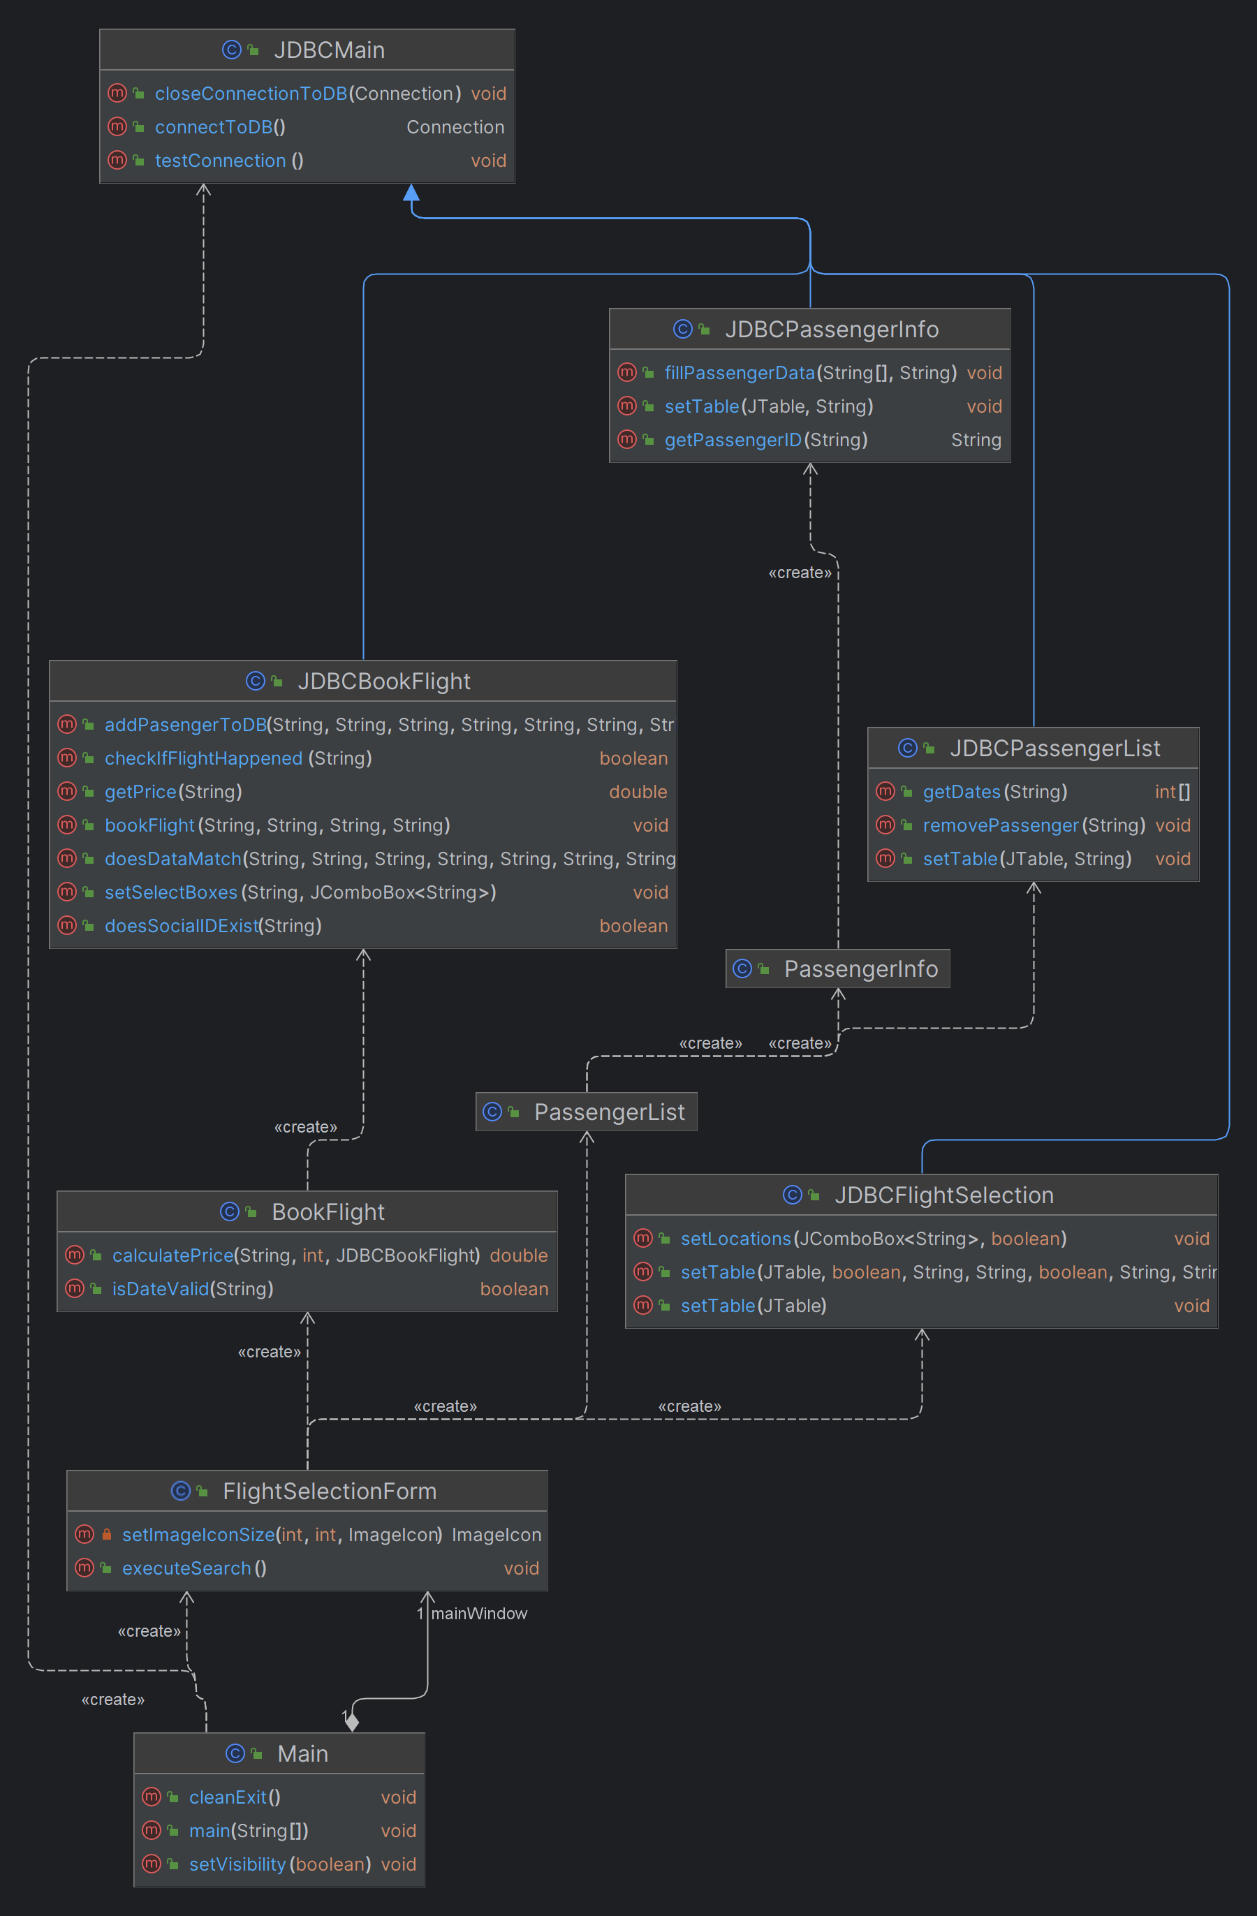 JDBCMain
closeConnectionToDB(Connection) void
connectToDB() Connection
testConnection () void
JDBCPassengerInfo
fillPassengerData(String[], String) void
setTable(JTable, String) void
getPassengerID(String) String
«create»
JDBCBookFlight
addPasengerToDB(String, String, String, String, String, String, Str
checkIfFlightHappened (String) boolean
getPrice(String) double
bookFlight(String, String, String, String) void
doesDataMatch(String, String, String, String, String, String, String
setSelectBoxes(String, JComboBox<String>) void
doesSocialIDExist(String) boolean
JDBCPassengerList
getDates(String) int[]
removePassenger(String) void
setTable(JTable, String) void
PassengerInfo
«create» «create»
PassengerList
«create»
BookFlight
calculatePrice(String, int, JDBCBookFlight) double
isDateValid(String) boolean
JDBCFlightSelection
setLocations(JComboBox<String>, boolean) void
setTable(JTable, boolean, String, String, boolean, String, Strin
setTable(JTable) void
«create»
«create» «create»
FlightSelectionForm
setImageIconSize(int, int, ImageIcon) ImageIcon
executeSearch() void
1 mainWindow
«create»
«create»
1
Main
cleanExit() void
main(String[]) void
setVisibility(boolean) void